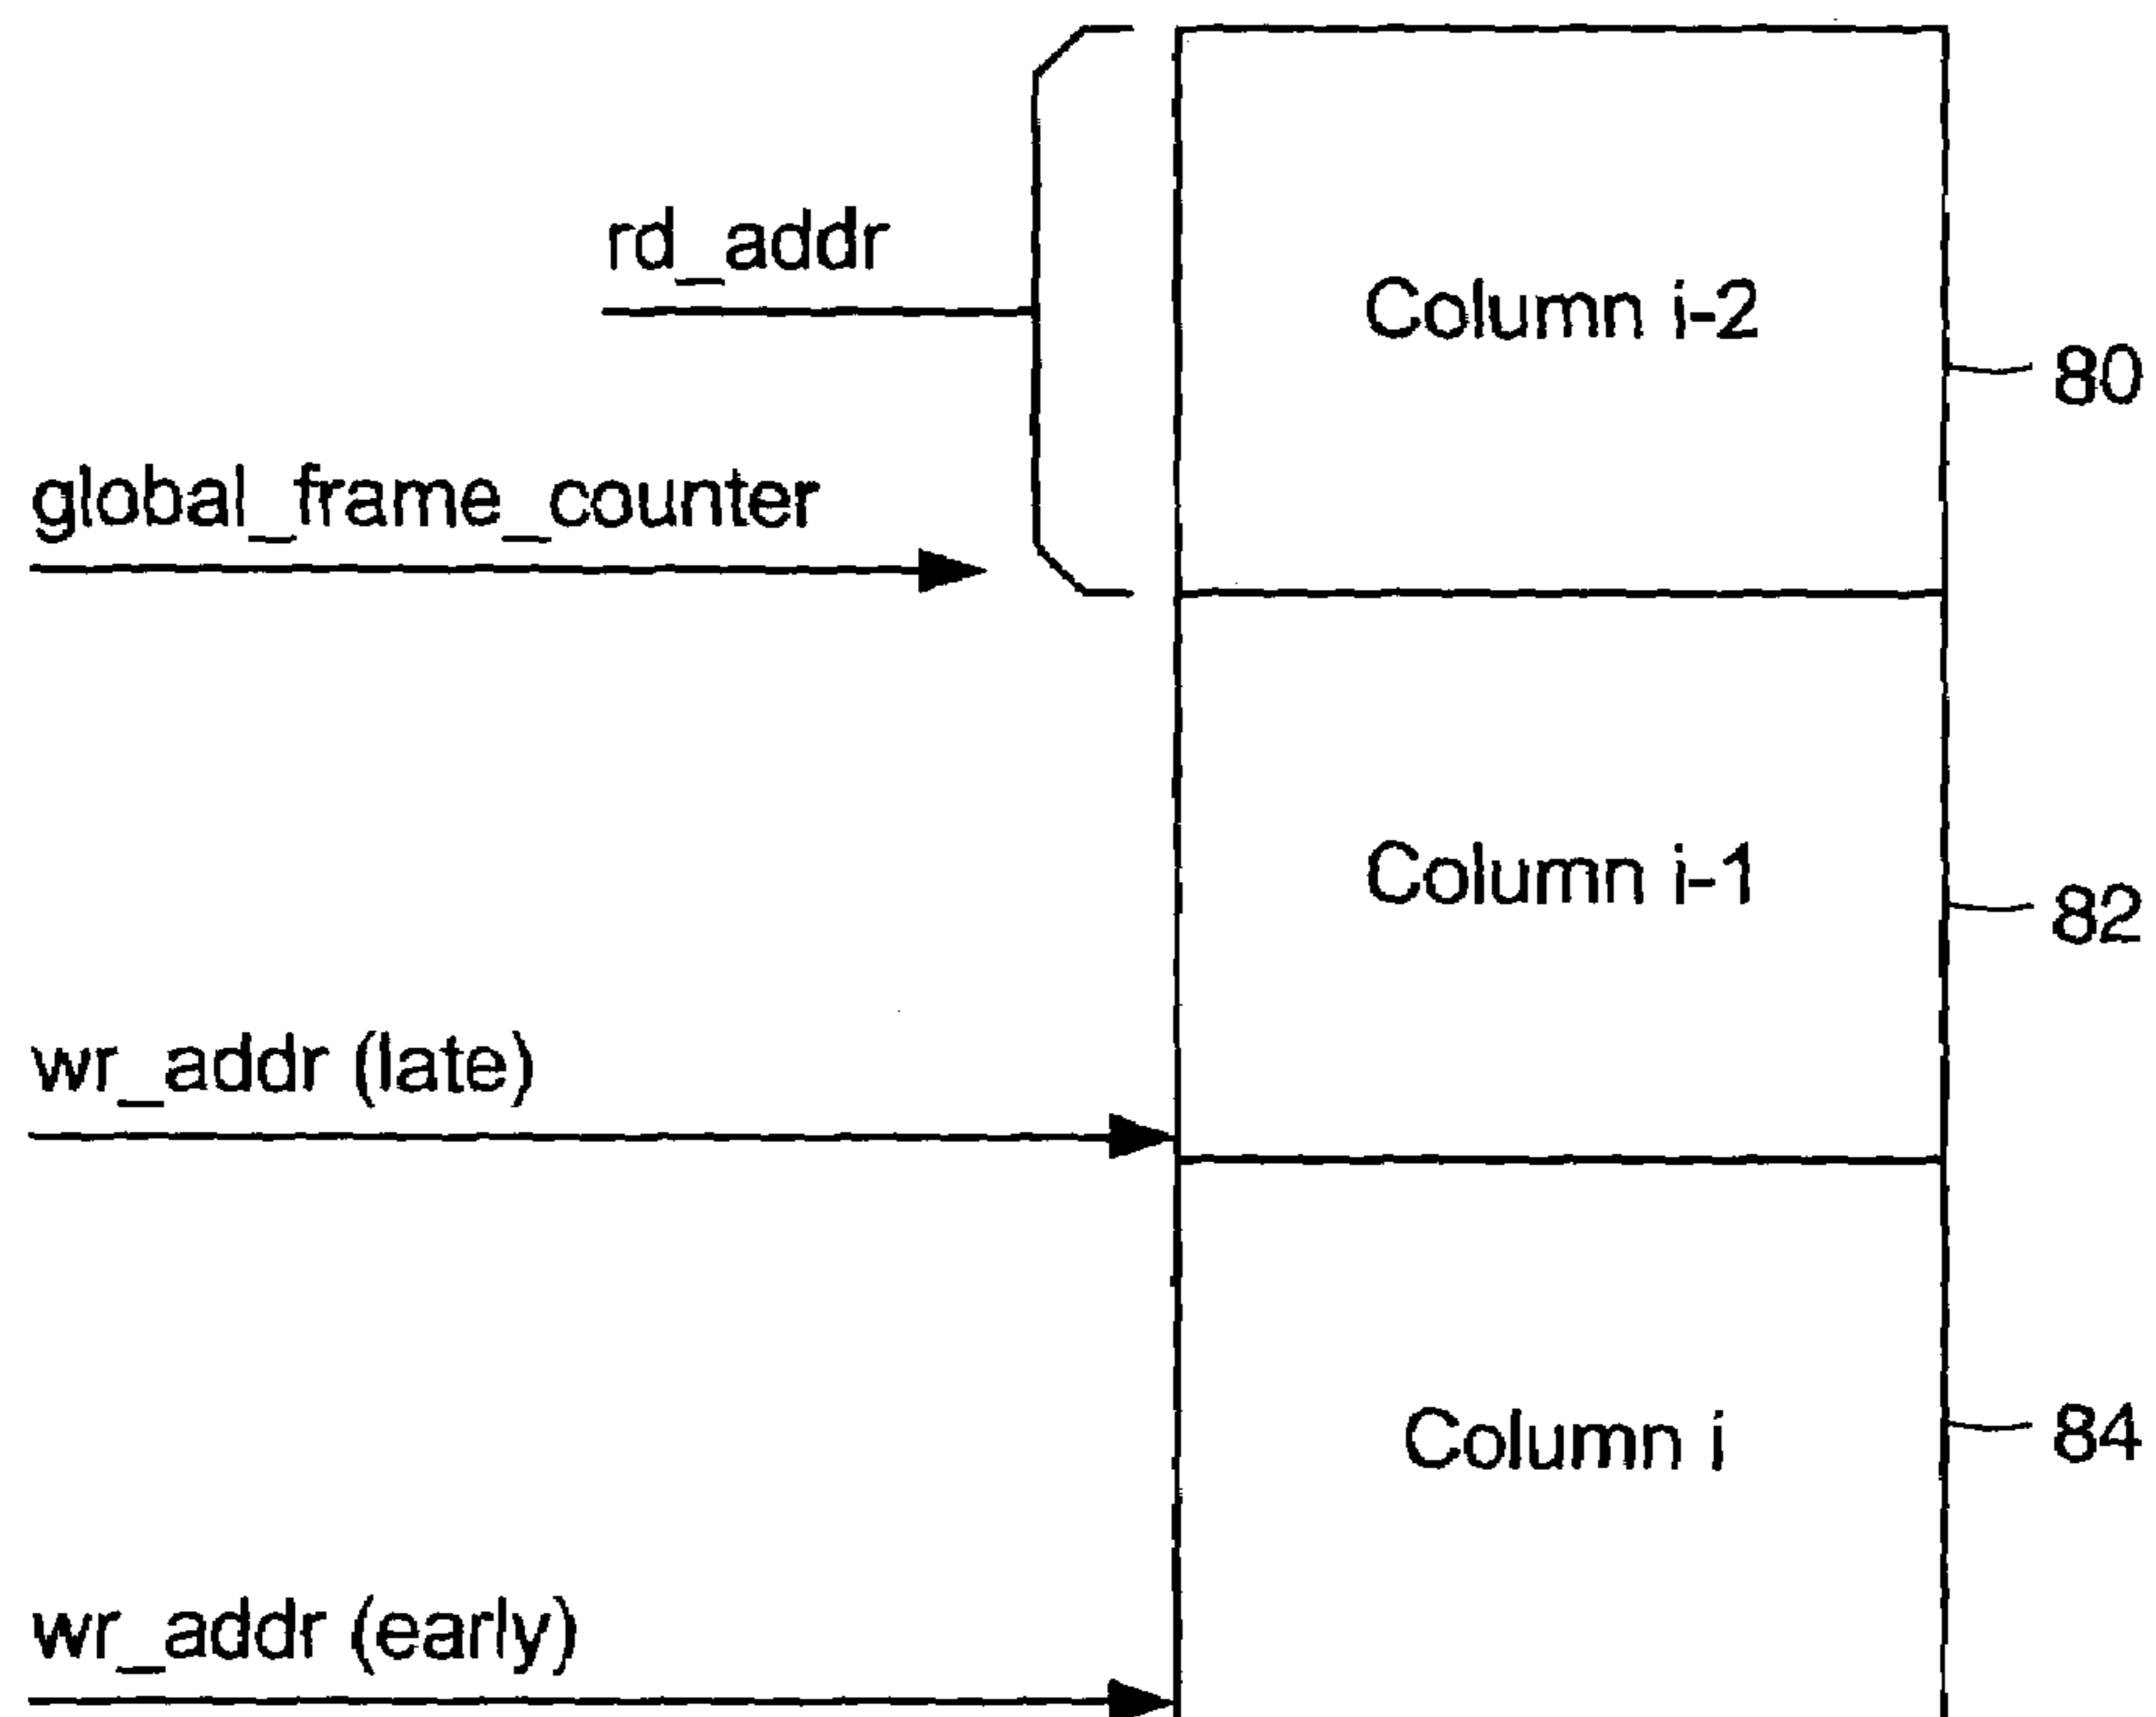 rd_addr
Column i-2
80
global_frame_counter
Column i-1
82
wr_addr (late)
Column i
84
wr_addr (early)